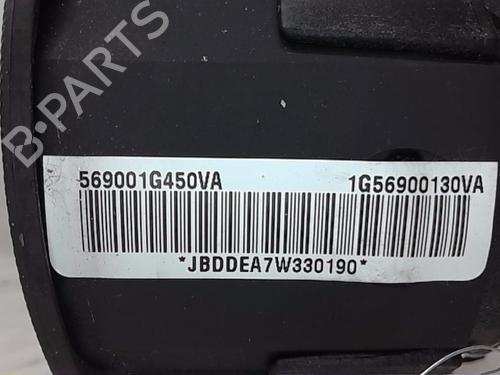 B-PARTS
569001G450VA 1G56900130VA
*JBDDEA7W330190*